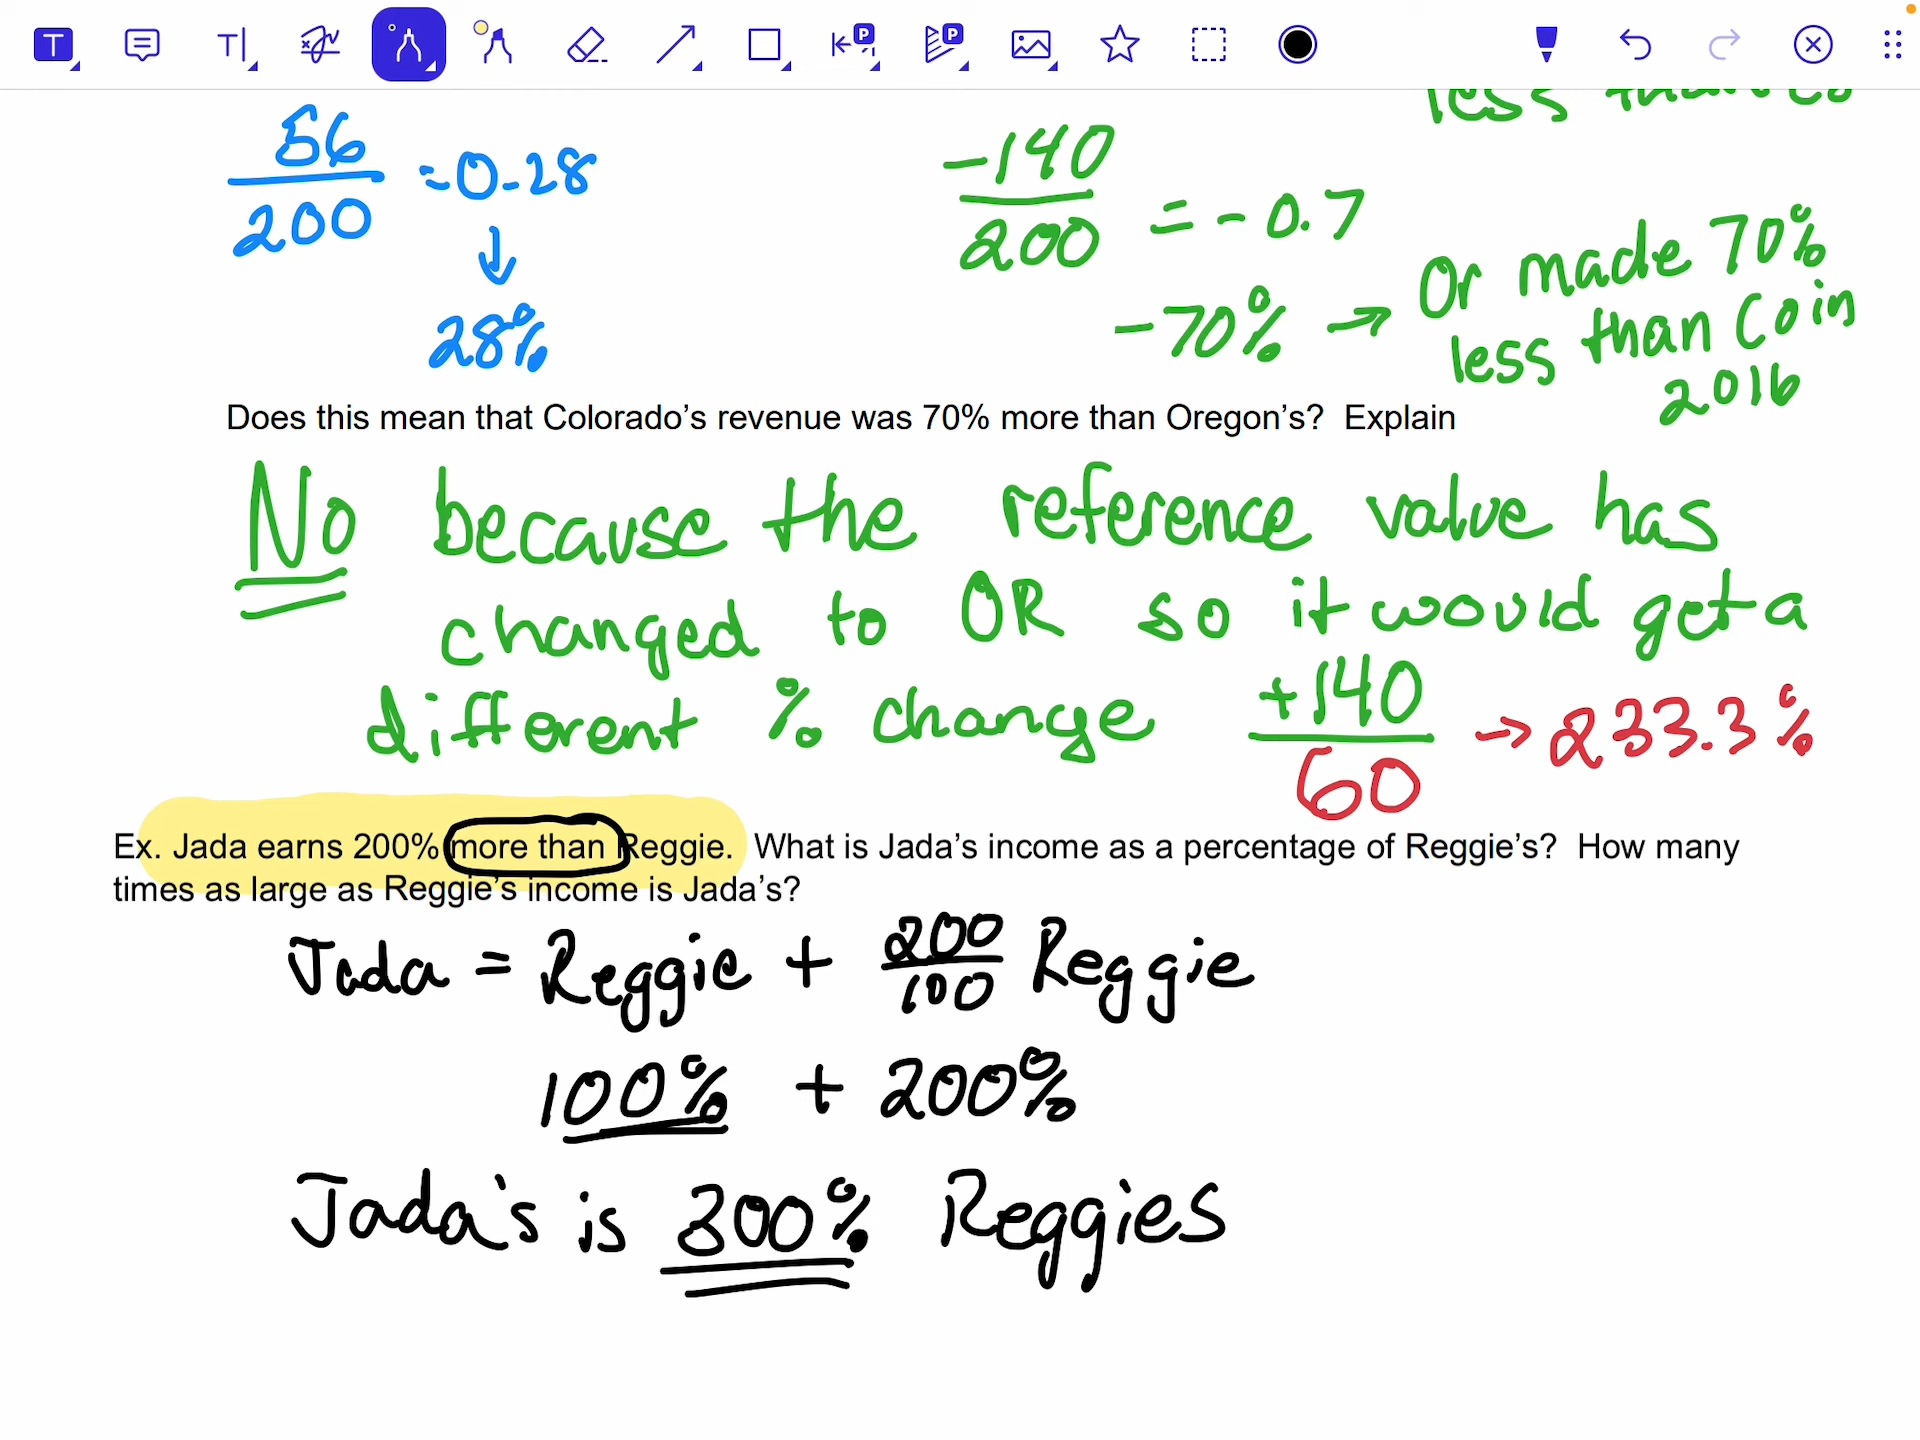 less than
56
200
=0.28
28%
-140
200
= - 0.7
-70% → Or made 70%
less than Co in
2016
Does this mean that Colorado's revenue was 70% more than Oregon's? Explain
No because the reference value has
changed to OR so it would get a
different % change +140
60
→ 233.3%
Ex. Jada earns 200% more than Reggie. What is Jada's income as a percentage of Reggie's? How many
times as large as Reggie's income is Jada's?
Jada = Reggie + 200
100
Reggie
100% + 200%
Jada's is 300% Reggies